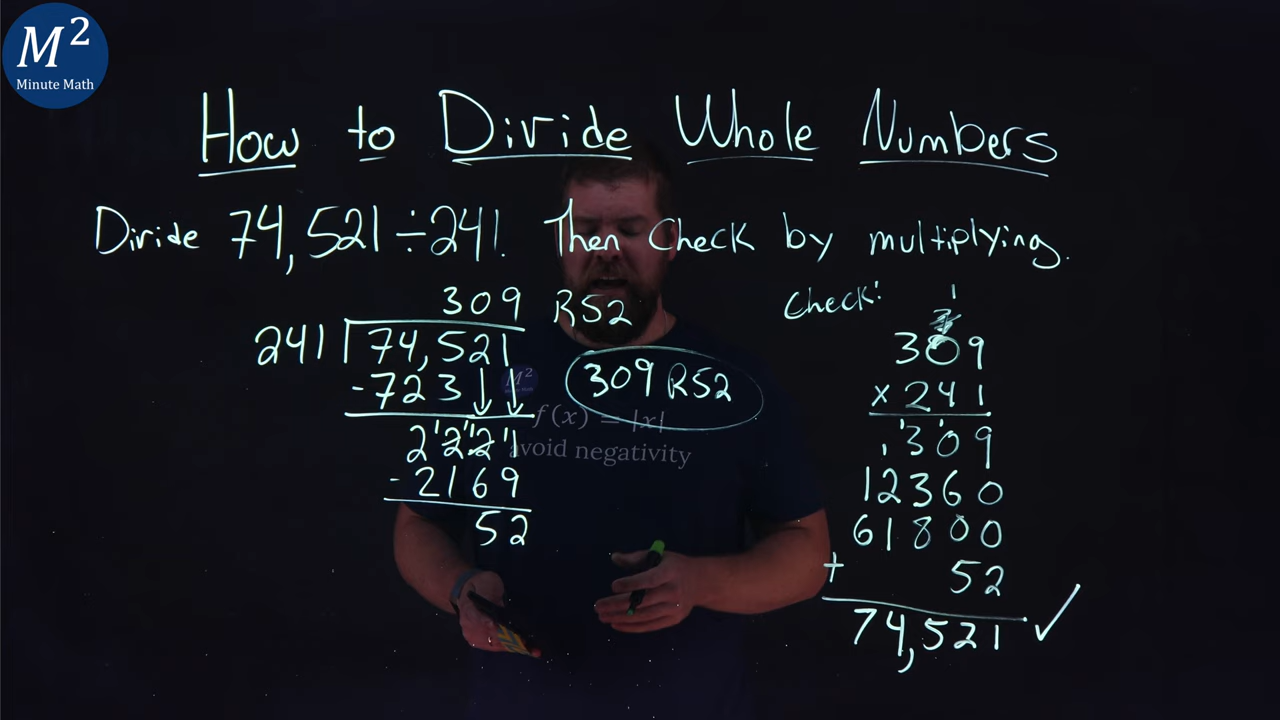 M²
Minute Math
How to Divide Whole Numbers
Divide 74,521 ÷ 241. Then check by multiplying.
309 R52
241 74,521
-723
2221
-2169
52
309 R52
M²
f(x) = |x|
avoid negativity
Check:
1
309
x 241
309
12360
61800
+ 52
74,521 ✓